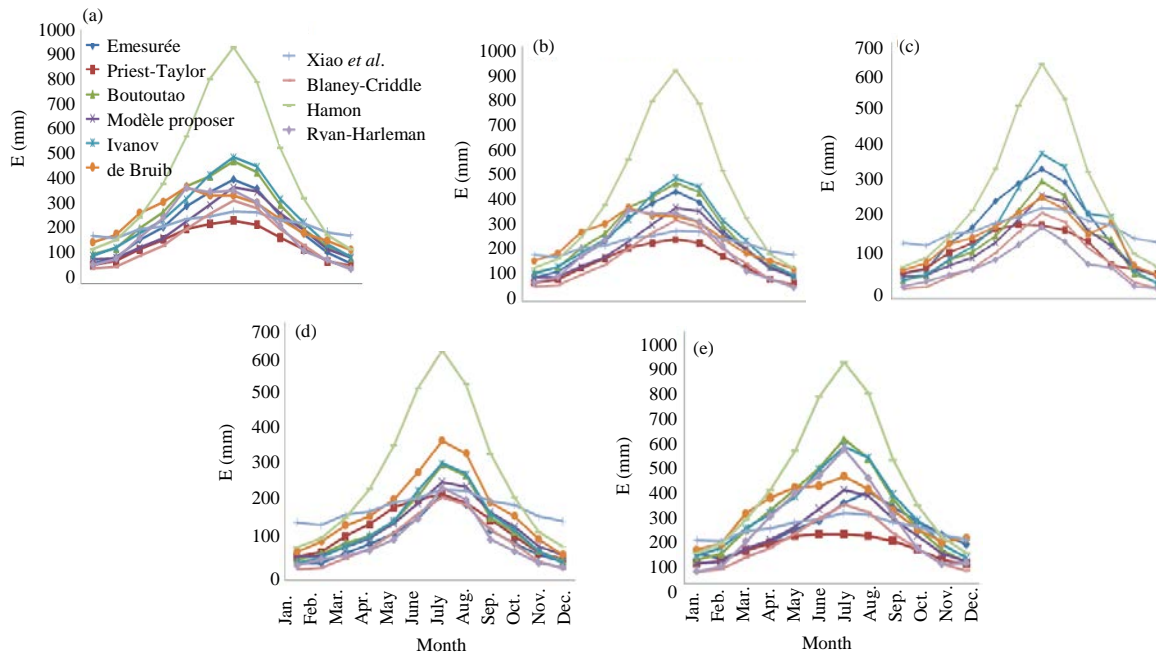 (a)
E (mm)
1000
900
800
700
600
500
400
300
200
100
0
Emesurée
Priest-Taylor
Boutoutao
Modèle proposer
Ivanov
de Bruib
Xiao et al.
Blaney-Criddle
Hamon
Ryan-Harleman
(b)
E (mm)
1000
900
800
700
600
500
400
300
200
100
0
(c)
E (mm)
700
600
500
400
300
200
100
0
(d)
E (mm)
700
600
500
400
300
200
100
0
Jan.
Feb.
Mar.
Apr.
May
June
July
Aug.
Sep.
Oct.
Nov.
Dec.
Month
(e)
E (mm)
1000
900
800
700
600
500
400
300
200
100
0
Jan.
Feb.
Mar.
Apr.
May
June
July
Aug.
Sep.
Oct.
Nov.
Dec.
Month